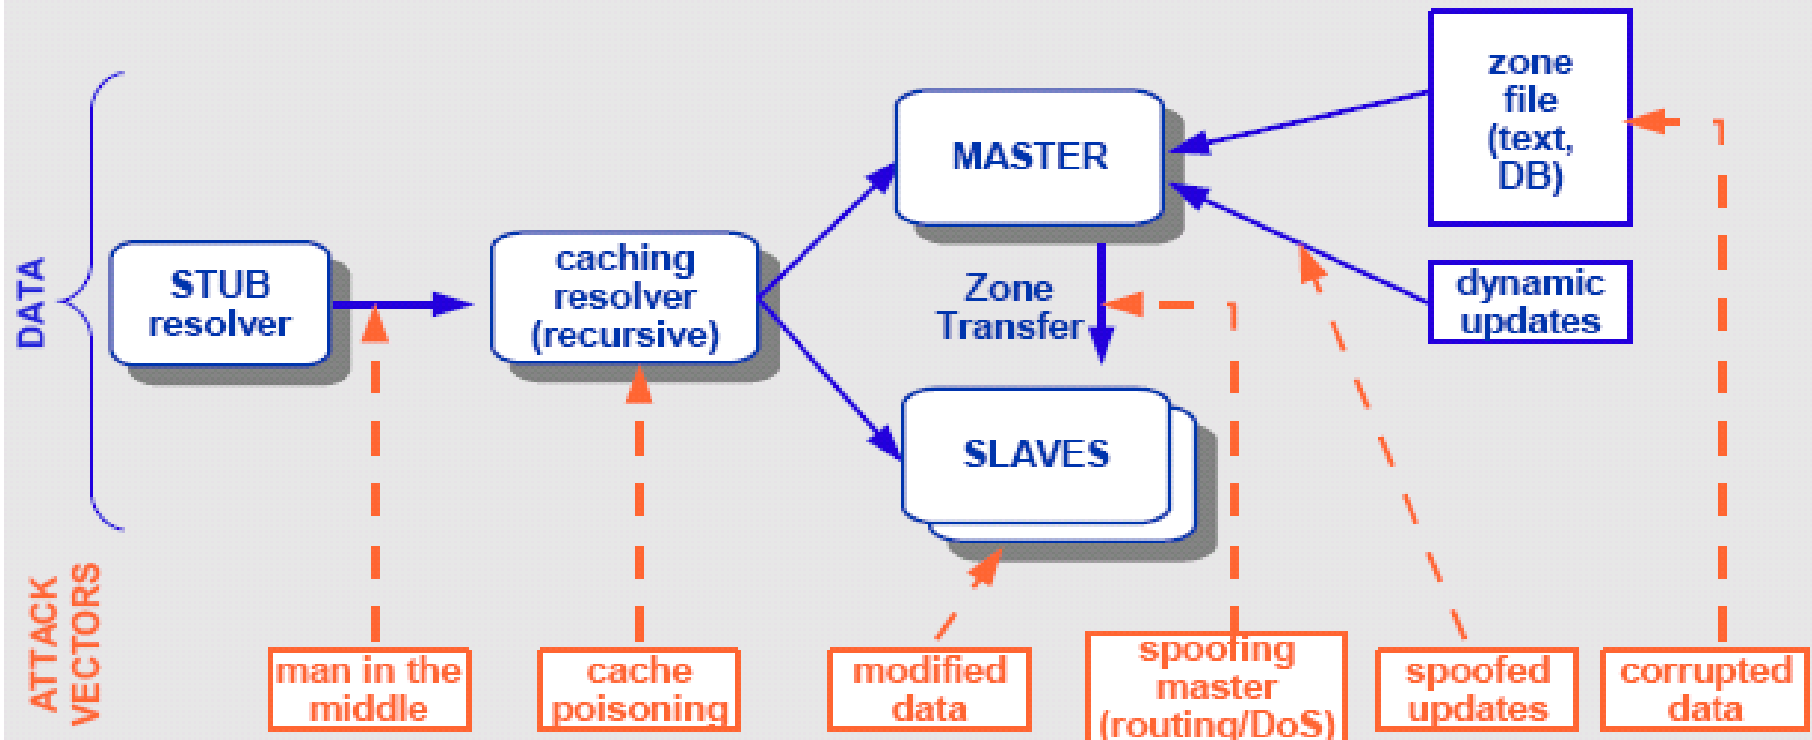 DATA
STUB
resolver
caching
resolver
(recursive)
MASTER
Zone
Transfer
SLAVES
zone
file
(text,
DB)
dynamic
updates
ATTACK
VECTORS
man in the
middle
cache
poisoning
modified
data
spoofing
master
(routing/DoS)
spoofed
updates
corrupted
data